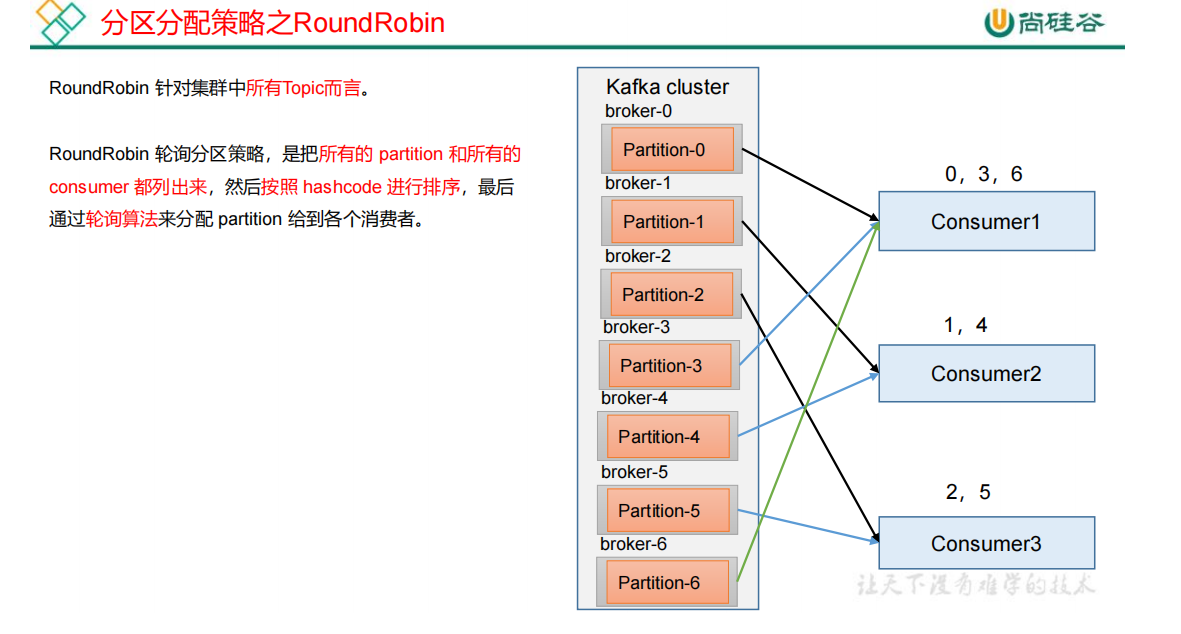 分区分配策略之RoundRobin
尚硅谷
RoundRobin 针对集群中所有Topic而言。
RoundRobin 轮询分区策略，是把所有的 partition 和所有的
consumer 都列出来，然后按照 hashcode 进行排序，最后
通过轮询算法来分配 partition 给到各个消费者。
Kafka cluster
broker-0
Partition-0
broker-1
Partition-1
broker-2
Partition-2
broker-3
Partition-3
broker-4
Partition-4
broker-5
Partition-5
broker-6
Partition-6
0，3，6
Consumer1
1，4
Consumer2
2，5
Consumer3
让天下没有难学的技术